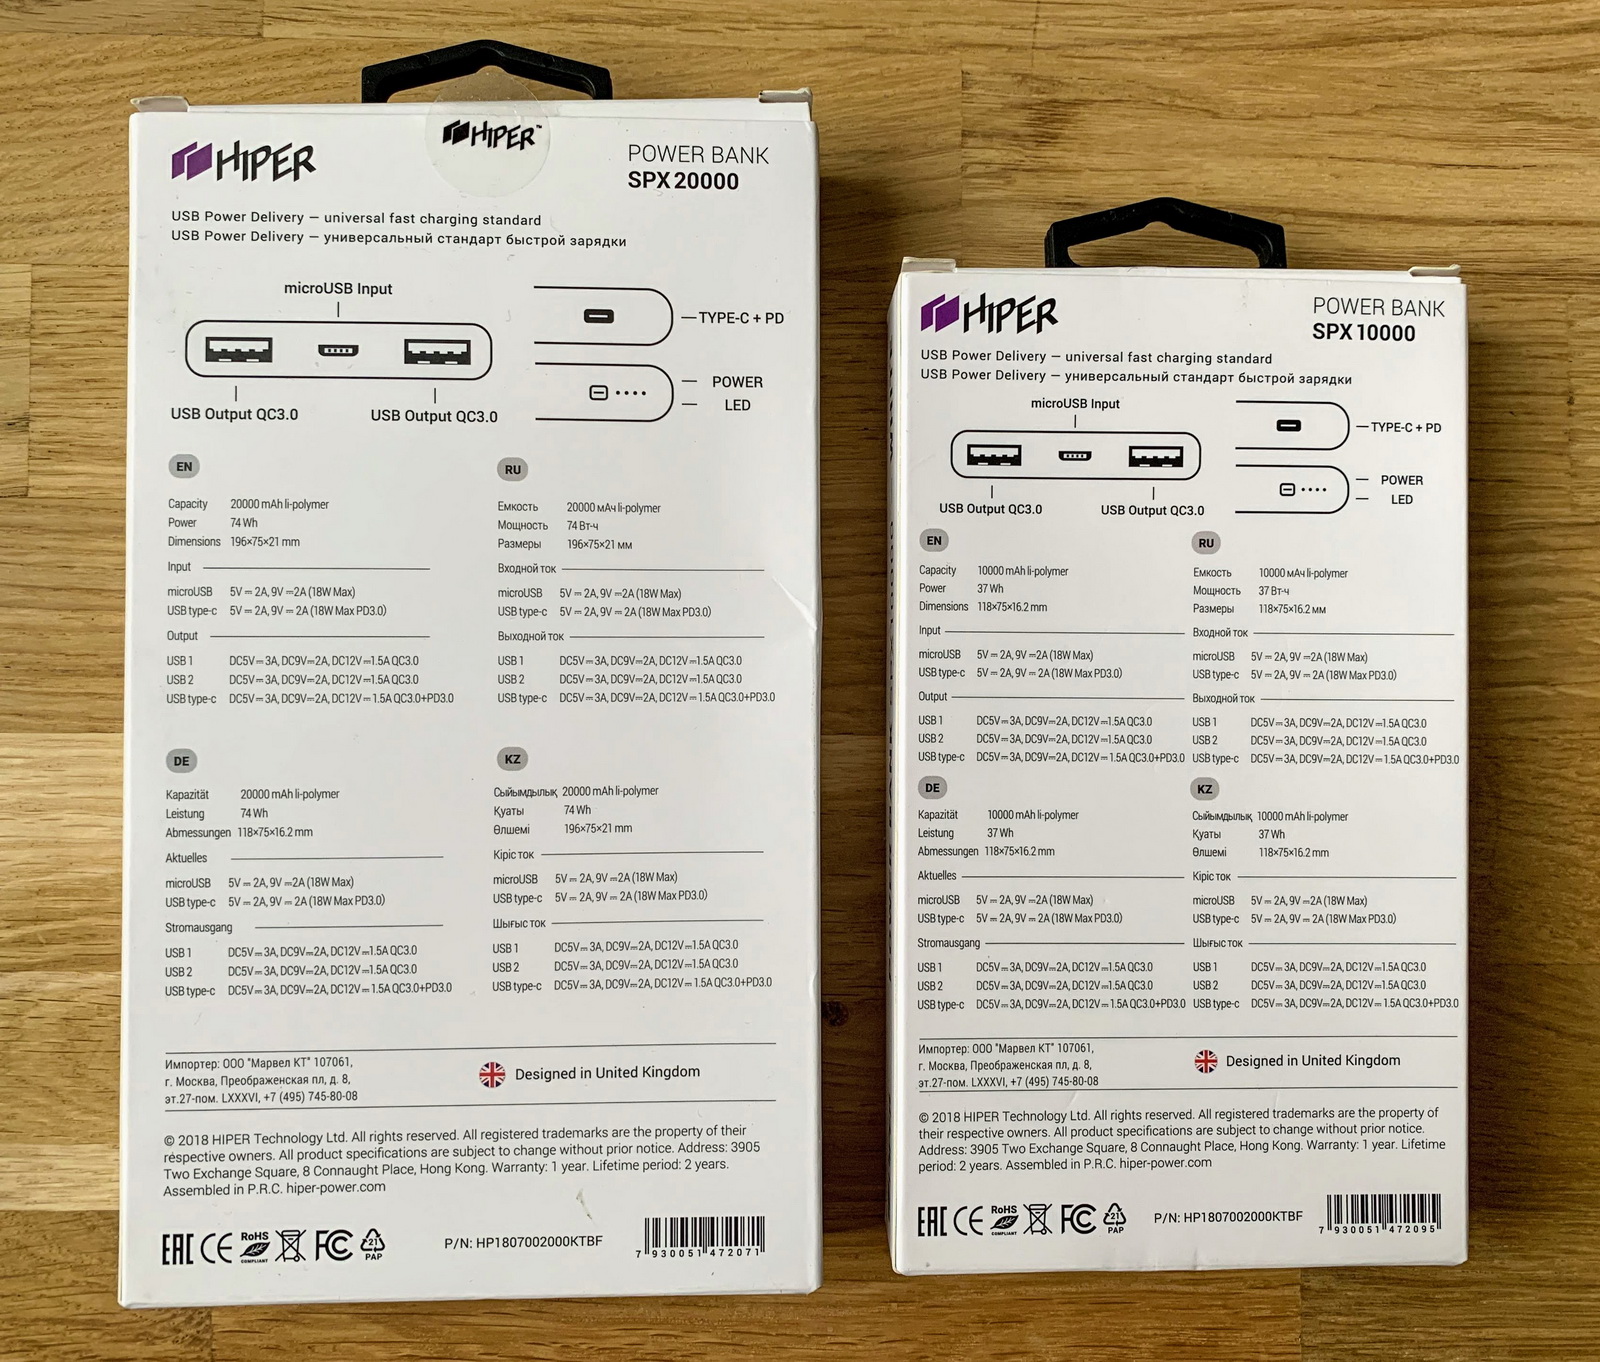 HIPER™
HIPER
POWER BANK
SPX 20000
USB Power Delivery — universal fast charging standard
USB Power Delivery — универсальный стандарт быстрой зарядки
microUSB Input
TYPE-C + PD
POWER
LED
USB Output QC3.0
USB Output QC3.0
EN
Capacity 20000 mAh li-polymer
Power 74 Wh
Dimensions 196×75×21 mm
Input
microUSB 5V ⎓ 2A, 9V ⎓2A (18W Max)
USB type-c 5V ⎓ 2A, 9V ⎓ 2A (18W Max PD3.0)
Output
USB 1 DC5V⎓ 3A, DC9V⎓2A, DC12V⎓1.5A QC3.0
USB 2 DC5V⎓ 3A, DC9V⎓2A, DC12V⎓1.5A QC3.0
USB type-c DC5V⎓ 3A, DC9V⎓2A, DC12V⎓ 1.5A QC3.0+PD3.0
RU
Емкость 20000 мАч li-polymer
Мощность 74 Вт-ч
Размеры 196×75×21 мм
Входной ток
microUSB 5V ⎓ 2A, 9V ⎓2A (18W Max)
USB type-c 5V ⎓ 2A, 9V ⎓ 2A (18W Max PD3.0)
Выходной ток
USB 1 DC5V⎓ 3A, DC9V⎓2A, DC12V⎓1.5A QC3.0
USB 2 DC5V⎓ 3A, DC9V⎓2A, DC12V⎓1.5A QC3.0
USB type-c DC5V⎓ 3A, DC9V⎓2A, DC12V⎓ 1.5A QC3.0+PD3.0
DE
Kapazität 20000 mAh li-polymer
Leistung 74 Wh
Abmessungen 118×75×16.2 mm
Aktuelles
microUSB 5V ⎓ 2A, 9V ⎓2A (18W Max)
USB type-c 5V ⎓ 2A, 9V ⎓ 2A (18W Max PD3.0)
Stromausgang
USB 1 DC5V⎓ 3A, DC9V⎓2A, DC12V⎓1.5A QC3.0
USB 2 DC5V⎓ 3A, DC9V⎓2A, DC12V⎓1.5A QC3.0
USB type-c DC5V⎓ 3A, DC9V⎓2A, DC12V⎓ 1.5A QC3.0+PD3.0
KZ
Сыйымдылық 20000 mAh li-polymer
Қуаты 74 Wh
Өлшемі 196×75×21 mm
Кіріс ток
microUSB 5V ⎓ 2A, 9V ⎓2A (18W Max)
USB type-c 5V ⎓ 2A, 9V ⎓ 2A (18W Max PD3.0)
Шығыс ток
USB 1 DC5V⎓ 3A, DC9V⎓2A, DC12V⎓1.5A QC3.0
USB 2 DC5V⎓ 3A, DC9V⎓2A, DC12V⎓1.5A QC3.0
USB type-c DC5V⎓ 3A, DC9V⎓2A, DC12V⎓ 1.5A QC3.0+PD3.0
Импортер: ООО "Марвел КТ" 107061,
г. Москва, Преображенская пл, д. 8,
эт.27-пом. LXXXVI, +7 (495) 745-80-08
Designed in United Kingdom
© 2018 HIPER Technology Ltd. All rights reserved. All registered trademarks are the property of their
respective owners. All product specifications are subject to change without prior notice. Address: 3905
Two Exchange Square, 8 Connaught Place, Hong Kong. Warranty: 1 year. Lifetime period: 2 years.
Assembled in P.R.C. hiper-power.com
EAC CE RoHS COMPLIANT FC 21 PAP
P/N: HP1807002000KTBF
7 930051 472071
HIPER
POWER BANK
SPX 10000
USB Power Delivery — universal fast charging standard
USB Power Delivery — универсальный стандарт быстрой зарядки
microUSB Input
TYPE-C + PD
POWER
LED
USB Output QC3.0
USB Output QC3.0
EN
Capacity 10000 mAh li-polymer
Power 37 Wh
Dimensions 118×75×16.2 mm
Input
microUSB 5V ⎓ 2A, 9V ⎓2A (18W Max)
USB type-c 5V ⎓ 2A, 9V ⎓ 2A (18W Max PD3.0)
Output
USB 1 DC5V⎓ 3A, DC9V⎓2A, DC12V⎓1.5A QC3.0
USB 2 DC5V⎓ 3A, DC9V⎓2A, DC12V⎓1.5A QC3.0
USB type-c DC5V⎓ 3A, DC9V⎓2A, DC12V⎓ 1.5A QC3.0+PD3.0
RU
Емкость 10000 мАч li-polymer
Мощность 37 Вт-ч
Размеры 118×75×16.2 мм
Входной ток
microUSB 5V ⎓ 2A, 9V ⎓2A (18W Max)
USB type-c 5V ⎓ 2A, 9V ⎓ 2A (18W Max PD3.0)
Выходной ток
USB 1 DC5V⎓ 3A, DC9V⎓2A, DC12V⎓1.5A QC3.0
USB 2 DC5V⎓ 3A, DC9V⎓2A, DC12V⎓1.5A QC3.0
USB type-c DC5V⎓ 3A, DC9V⎓2A, DC12V⎓ 1.5A QC3.0+PD3.0
DE
Kapazität 10000 mAh li-polymer
Leistung 37 Wh
Abmessungen 118×75×16.2 mm
Aktuelles
microUSB 5V ⎓ 2A, 9V ⎓2A (18W Max)
USB type-c 5V ⎓ 2A, 9V ⎓ 2A (18W Max PD3.0)
Stromausgang
USB 1 DC5V⎓ 3A, DC9V⎓2A, DC12V⎓1.5A QC3.0
USB 2 DC5V⎓ 3A, DC9V⎓2A, DC12V⎓1.5A QC3.0
USB type-c DC5V⎓ 3A, DC9V⎓2A, DC12V⎓ 1.5A QC3.0+PD3.0
KZ
Сыйымдылық 10000 mAh li-polymer
Қуаты 37 Wh
Өлшемі 118×75×16.2 mm
Кіріс ток
microUSB 5V ⎓ 2A, 9V ⎓2A (18W Max)
USB type-c 5V ⎓ 2A, 9V ⎓ 2A (18W Max PD3.0)
Шығыс ток
USB 1 DC5V⎓ 3A, DC9V⎓2A, DC12V⎓1.5A QC3.0
USB 2 DC5V⎓ 3A, DC9V⎓2A, DC12V⎓1.5A QC3.0
USB type-c DC5V⎓ 3A, DC9V⎓2A, DC12V⎓ 1.5A QC3.0+PD3.0
Импортер: ООО "Марвел КТ" 107061,
г. Москва, Преображенская пл, д. 8,
эт.27-пом. LXXXVI, +7 (495) 745-80-08
Designed in United Kingdom
© 2018 HIPER Technology Ltd. All rights reserved. All registered trademarks are the property of
their respective owners. All product specifications are subject to change without prior notice.
Address: 3905 Two Exchange Square, 8 Connaught Place, Hong Kong. Warranty: 1 year. Lifetime
period: 2 years. Assembled in P.R.C. hiper-power.com
EAC CE RoHS COMPLIANT FC 21 PAP
P/N: HP1807002000KTBF
7 930051 472095